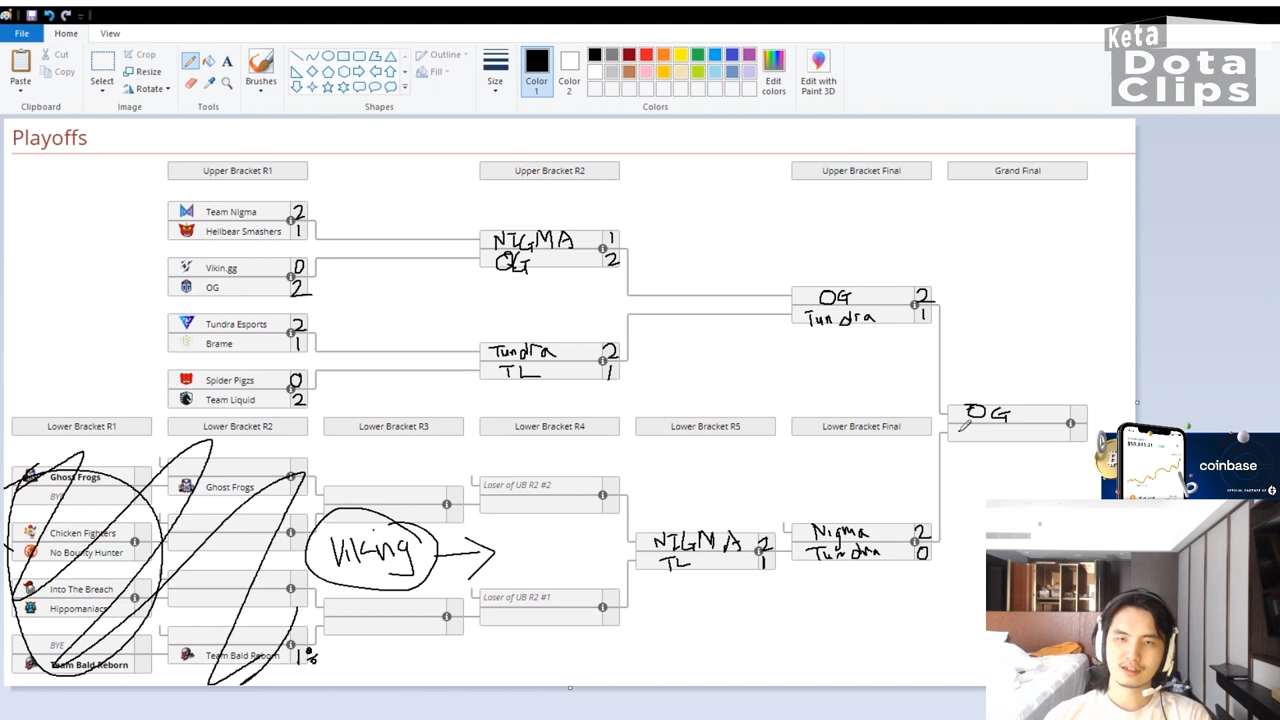 File
Home
View
Cut
Copy
Paste
Clipboard
Select
Crop
Resize
Rotate
Image
Tools
Brushes
Outline
Fill
Shapes
Size
Color 1
Color 2
Edit colors
Edit with Paint 3D
Colors
Keta
Dota
Clips
Playoffs
Upper Bracket R1
Upper Bracket R2
Upper Bracket Final
Grand Final
Team Nigma 2
Hellbear Smashers 1
Vikin.gg 0
OG 2
Tundra Esports 2
Brame 1
Spider Pigzs 0
Team Liquid 2
NIGMA 1
OG 2
Tundra 2
TL 1
OG 2
Tundra 1
OG
Lower Bracket R1
Lower Bracket R2
Lower Bracket R3
Lower Bracket R4
Lower Bracket R5
Lower Bracket Final
Ghost Frogs
BYE
Chicken Fighters
No Bounty Hunter
Into The Breach
Hippomaniacs
BYE
Team Bald Reborn
Ghost Frogs
Team Bald Reborn 1%
Viking
Loser of UB R2 #2
Loser of UB R2 #1
NIGMA 2
TL 1
Nigma 2
Tundra 0
coinbase